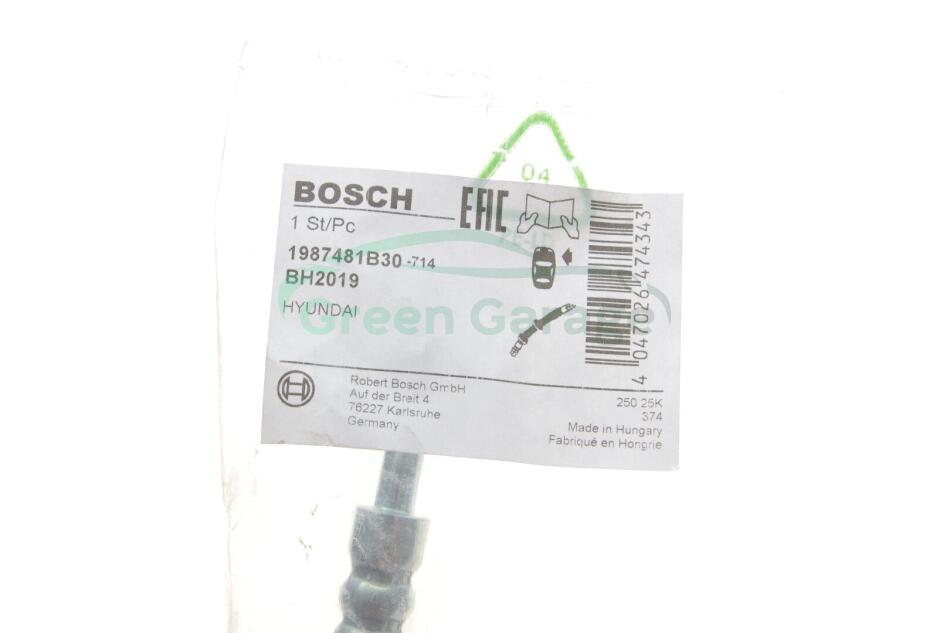 04
BOSCH
EAC
1 St/Pc
1987481B30 -714
BH2019
HYUNDAI
Green Garage
4 047026 474343
Robert Bosch GmbH
Auf der Breit 4
76227 Karlsruhe
Germany
250 25K
374
Made in Hungary
Fabriqué en Hongrie